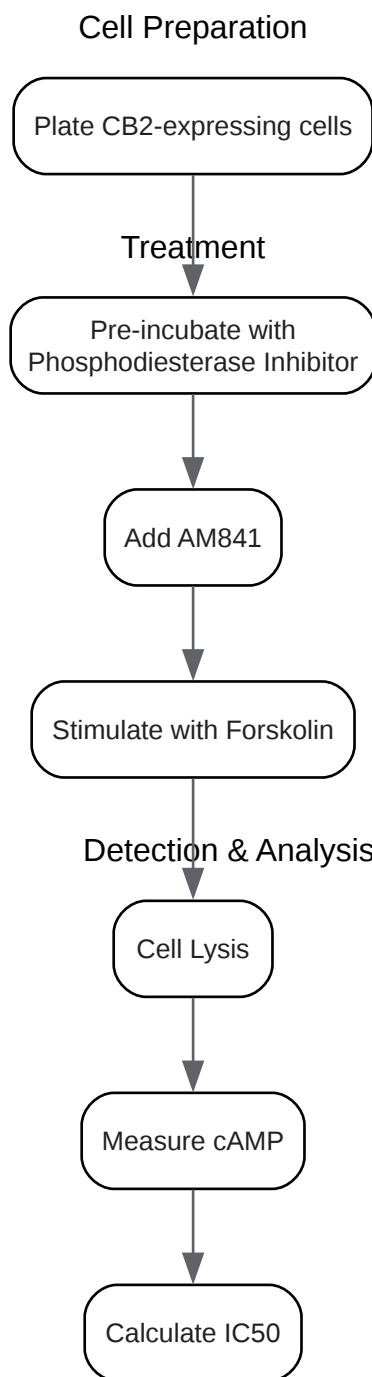 Cell Preparation
Plate CB2-expressing cells
Treatment
Pre-incubate with
Phosphodiesterase Inhibitor
Add AM841
Stimulate with Forskolin
Detection & Analysis
Cell Lysis
Measure cAMP
Calculate IC50